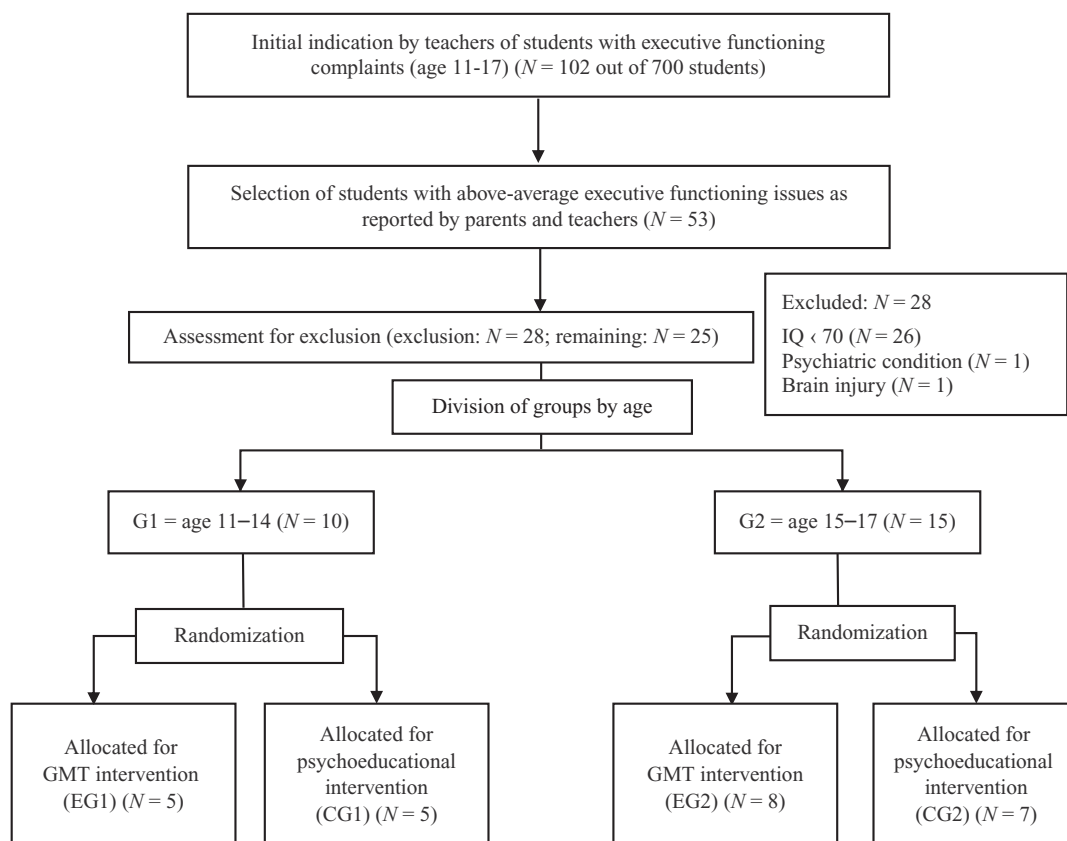 Initial indication by teachers of students with executive functioning
complaints (age 11-17) (N = 102 out of 700 students)
Selection of students with above-average executive functioning issues as
reported by parents and teachers (N = 53)
Excluded: N = 28
IQ ‹ 70 (N = 26)
Psychiatric condition (N = 1)
Brain injury (N = 1)
Assessment for exclusion (exclusion: N = 28; remaining: N = 25)
Division of groups by age
G1 = age 11–14 (N = 10)
G2 = age 15–17 (N = 15)
Randomization
Randomization
Allocated for
GMT intervention
(EG1) (N = 5)
Allocated for
psychoeducational
intervention
(CG1) (N = 5)
Allocated for
GMT intervention
(EG2) (N = 8)
Allocated for
psychoeducational
intervention
(CG2) (N = 7)